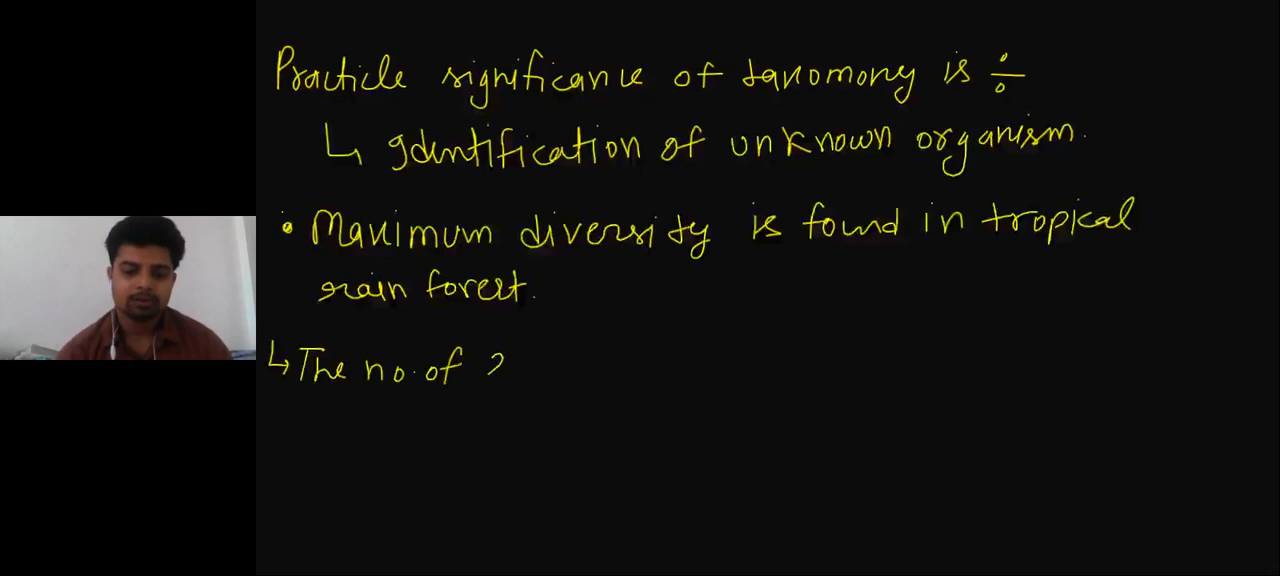 Practicle significance of tanomony is ÷
↳ Identification of unknown organism.
• Maximum diversity is found in tropical
rain forest.
↳ The no. of